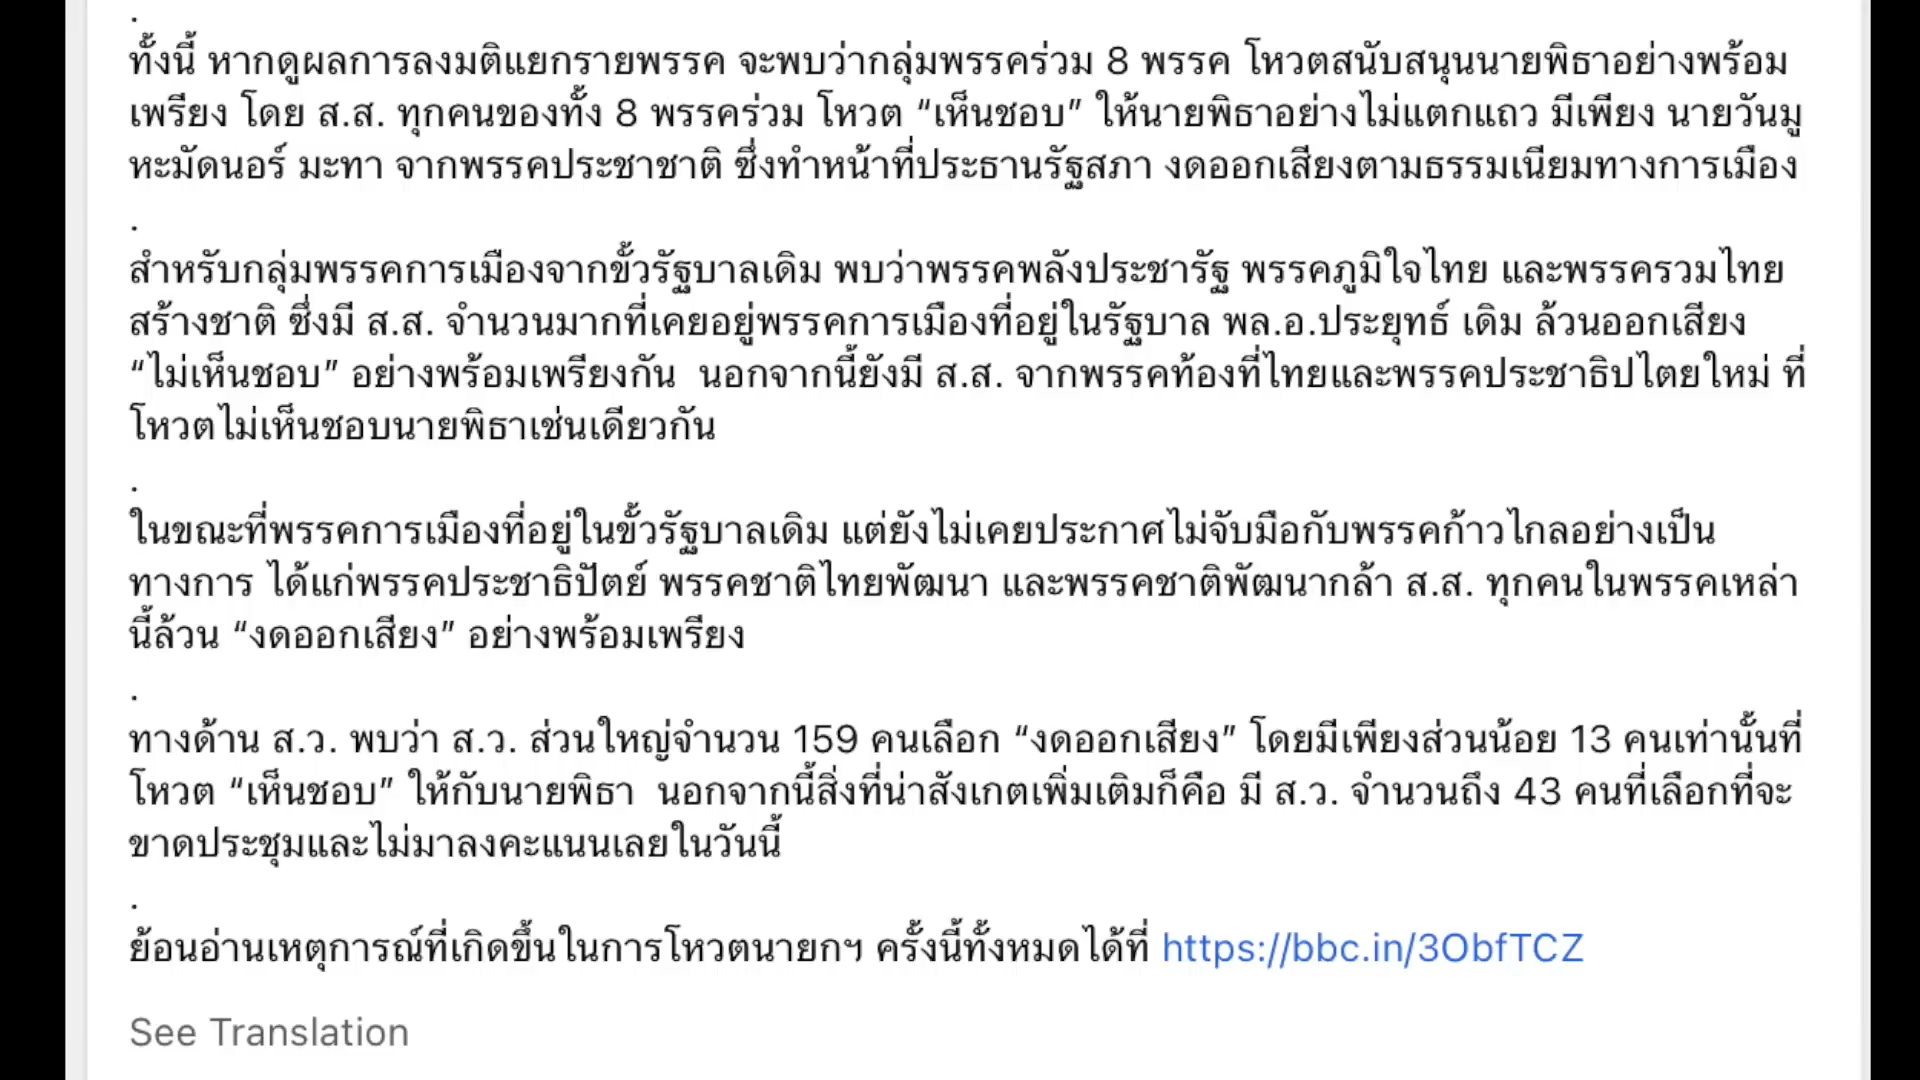 .
ทั้งนี้ หากดูผลการลงมติแยกรายพรรค จะพบว่ากลุ่มพรรคร่วม 8 พรรค โหวตสนับสนุนนายพิธาอย่างพร้อม
เพรียง โดย ส.ส. ทุกคนของทั้ง 8 พรรคร่วม โหวต “เห็นชอบ” ให้นายพิธาอย่างไม่แตกแถว มีเพียง นายวันมู
หะมัดนอร์ มะทา จากพรรคประชาชาติ ซึ่งทำหน้าที่ประธานรัฐสภา งดออกเสียงตามธรรมเนียมทางการเมือง
.
สำหรับกลุ่มพรรคการเมืองจากขั้วรัฐบาลเดิม พบว่าพรรคพลังประชารัฐ พรรคภูมิใจไทย และพรรครวมไทย
สร้างชาติ ซึ่งมี ส.ส. จำนวนมากที่เคยอยู่พรรคการเมืองที่อยู่ในรัฐบาล พล.อ.ประยุทธ์ เดิม ล้วนออกเสียง
“ไม่เห็นชอบ” อย่างพร้อมเพรียงกัน  นอกจากนี้ยังมี ส.ส. จากพรรคท้องที่ไทยและพรรคประชาธิปไตยใหม่ ที่
โหวตไม่เห็นชอบนายพิธาเช่นเดียวกัน
.
ในขณะที่พรรคการเมืองที่อยู่ในขั้วรัฐบาลเดิม แต่ยังไม่เคยประกาศไม่จับมือกับพรรคก้าวไกลอย่างเป็น
ทางการ ได้แก่พรรคประชาธิปัตย์ พรรคชาติไทยพัฒนา และพรรคชาติพัฒนากล้า ส.ส. ทุกคนในพรรคเหล่า
นี้ล้วน “งดออกเสียง” อย่างพร้อมเพรียง
.
ทางด้าน ส.ว. พบว่า ส.ว. ส่วนใหญ่จำนวน 159 คนเลือก “งดออกเสียง” โดยมีเพียงส่วนน้อย 13 คนเท่านั้นที่
โหวต “เห็นชอบ” ให้กับนายพิธา  นอกจากนี้สิ่งที่น่าสังเกตเพิ่มเติมก็คือ มี ส.ว. จำนวนถึง 43 คนที่เลือกที่จะ
ขาดประชุมและไม่มาลงคะแนนเลยในวันนี้
.
ย้อนอ่านเหตุการณ์ที่เกิดขึ้นในการโหวตนายกฯ ครั้งนี้ทั้งหมดได้ที่ https://bbc.in/3ObfTCZ
See Translation